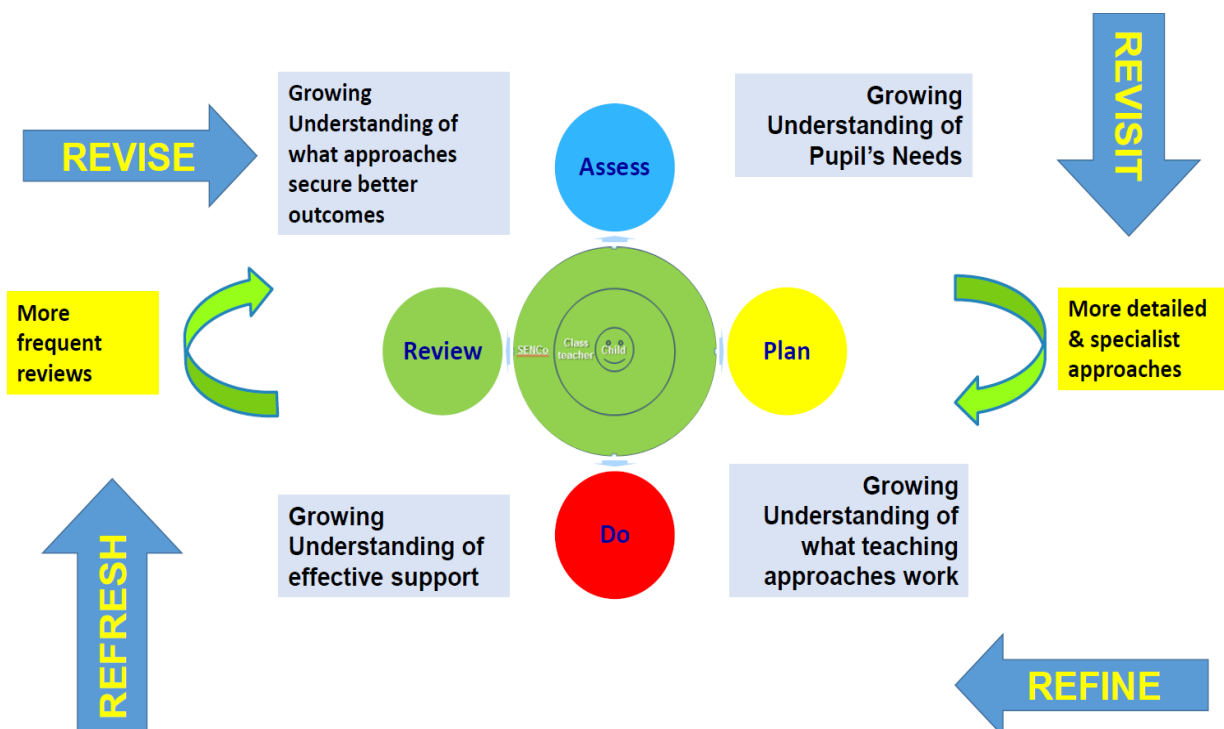 REVISE
Growing
Understanding of
what approaches
secure better
outcomes
Assess
Growing
Understanding of
Pupil's Needs
REVISIT
More
frequent
reviews
Review
SENCo
Class
teacher
Child
Plan
More detailed
& specialist
approaches
REFRESH
Growing
Understanding of
effective support
Do
Growing
Understanding of
what teaching
approaches work
REFINE